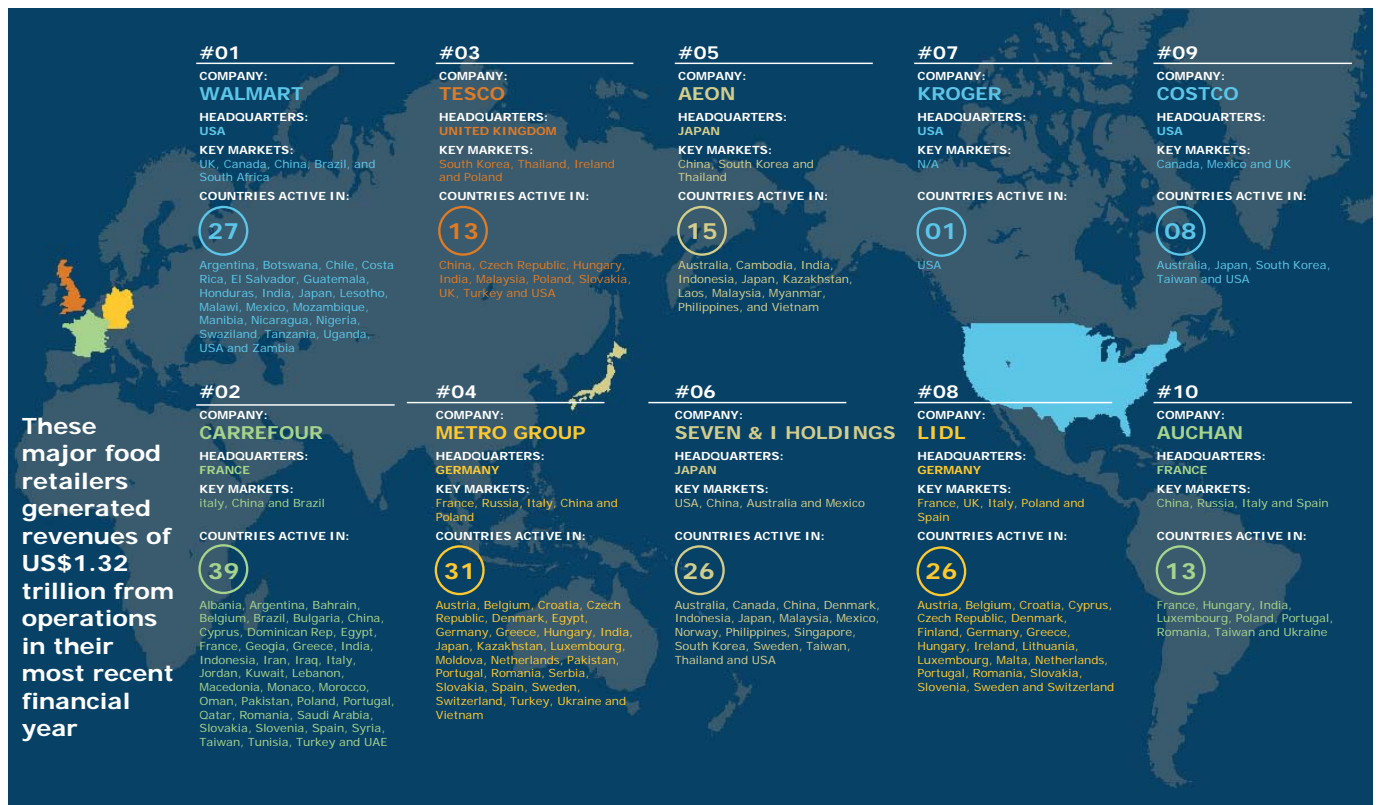 These
major food
retailers
generated
revenues of
US$1.32
trillion from
operations
in their
most recent
financial
year
#01
COMPANY:
WALMART
HEADQUARTERS:
USA
KEY MARKETS:
UK, Canada, China, Brazil, and
South Africa
COUNTRIES ACTIVE IN:
27
Argentina, Botswana, Chile, Costa
Rica, El Salvador, Guatemala,
Honduras, India, Japan, Lesotho,
Malawi, Mexico, Mozambique,
Manibia, Nicaragua, Nigeria,
Swaziland, Tanzania, Uganda,
USA and Zambia
#03
COMPANY:
TESCO
HEADQUARTERS:
UNITED KINGDOM
KEY MARKETS:
South Korea, Thailand, Ireland
and Poland
COUNTRIES ACTIVE IN:
13
China, Czech Republic, Hungary,
India, Malaysia, Poland, Slovakia,
UK, Turkey and USA
#05
COMPANY:
AEON
HEADQUARTERS:
JAPAN
KEY MARKETS:
China, South Korea and
Thailand
COUNTRIES ACTIVE IN:
15
Australia, Cambodia, India,
Indonesia, Japan, Kazakhstan,
Laos, Malaysia, Myanmar,
Philippines, and Vietnam
#07
COMPANY:
KROGER
HEADQUARTERS:
USA
KEY MARKETS:
N/A
COUNTRIES ACTIVE IN:
01
USA
#09
COMPANY:
COSTCO
HEADQUARTERS:
USA
KEY MARKETS:
Canada, Mexico and UK
COUNTRIES ACTIVE IN:
08
Australia, Japan, South Korea,
Taiwan and USA
#02
COMPANY:
CARREFOUR
HEADQUARTERS:
FRANCE
KEY MARKETS:
italy, China and Brazil
COUNTRIES ACTIVE IN:
39
Albania, Argentina, Bahrain,
Belgium, Brazil, Bulgaria, China,
Cyprus, Dominican Rep, Egypt,
France, Geogia, Greece, India,
Indonesia, Iran, Iraq, Italy,
Jordan, Kuwait, Lebanon,
Macedonia, Monaco, Morocco,
Oman, Pakistan, Poland, Portugal,
Qatar, Romania, Saudi Arabia,
Slovakia, Slovenia, Spain, Syria,
Taiwan, Tunisia, Turkey and UAE
#04
COMPANY:
METRO GROUP
HEADQUARTERS:
GERMANY
KEY MARKETS:
France, Russia, Italy, China and
Poland
COUNTRIES ACTIVE IN:
31
Austria, Belgium, Croatia, Czech
Republic, Denmark, Egypt,
Germany, Greece, Hungary, India,
Japan, Kazakhstan, Luxembourg,
Moldova, Netherlands, Pakistan,
Portugal, Romania, Serbia,
Slovakia, Spain, Sweden,
Switzerland, Turkey, Ukraine and
Vietnam
#06
COMPANY:
SEVEN & I HOLDINGS
HEADQUARTERS:
JAPAN
KEY MARKETS:
USA, China, Australia and Mexico
COUNTRIES ACTIVE IN:
26
Australia, Canada, China, Denmark,
Indonesia, Japan, Malaysia, Mexico,
Norway, Philippines, Singapore,
South Korea, Sweden, Taiwan,
Thailand and USA
#08
COMPANY:
LIDL
HEADQUARTERS:
GERMANY
KEY MARKETS:
France, UK, Italy, Poland and
Spain
COUNTRIES ACTIVE IN:
26
Austria, Belgium, Croatia, Cyprus,
Czech Republic, Denmark,
Finland, Germany, Greece,
Hungary, Ireland, Lithuania,
Luxembourg, Malta, Netherlands,
Portugal, Romania, Slovakia,
Slovenia, Sweden and Switzerland
#10
COMPANY:
AUCHAN
HEADQUARTERS:
FRANCE
KEY MARKETS:
China, Russia, Italy and Spain
COUNTRIES ACTIVE IN:
13
France, Hungary, India,
Luxembourg, Poland, Portugal,
Romania, Taiwan and Ukraine